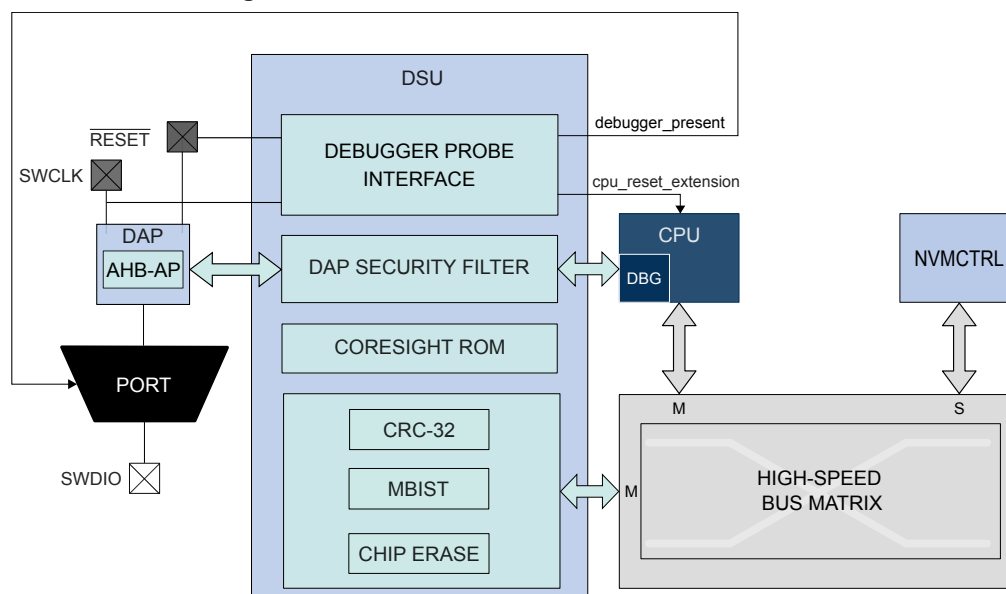 DSU
debugger_present
RESET
DEBUGGER PROBE
INTERFACE
SWCLK
cpu_reset_extension
DAP
CPU
AHB-AP
DAP SECURITY FILTER
DBG
NVMCTRL
CORESIGHT ROM
PORT
M
S
CRC-32
SWDIO
MBIST
M
HIGH-SPEED
BUS MATRIX
CHIP ERASE